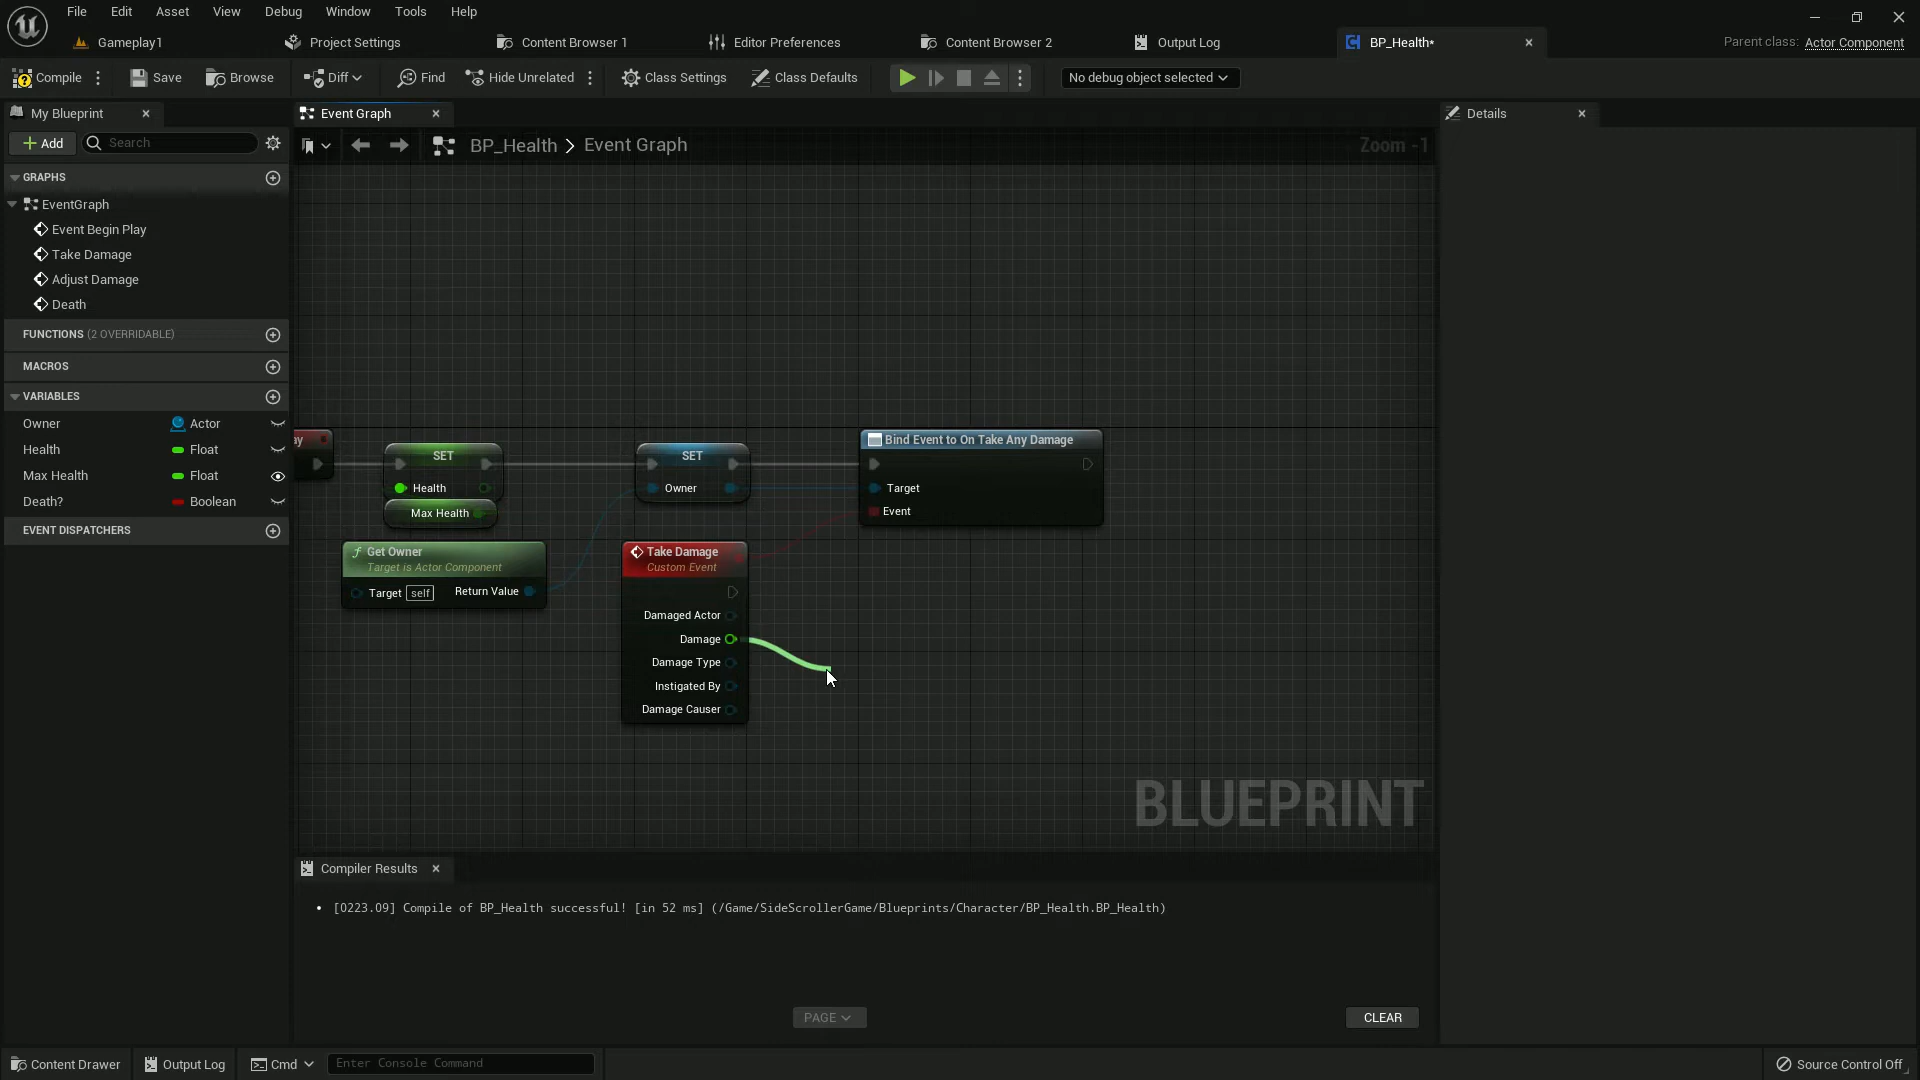 File Edit Asset View Debug Window Tools Help
Gameplay1 Project Settings Content Browser 1 Editor Preferences Content Browser 2 Output Log BP_Health* Parent class: Actor Component
Compile Save Browse Diff Find Hide Unrelated Class Settings Class Defaults No debug object selected
My Blueprint Event Graph Details
Add Search BP_Health Event Graph Zoom -1
GRAPHS
EventGraph
Event Begin Play
Take Damage
Adjust Damage
Death
FUNCTIONS (2 OVERRIDABLE)
MACROS
VARIABLES
Owner Actor
Health Float
Max Health Float
Death? Boolean
EVENT DISPATCHERS
ay
SET
Health
Max Health
SET
Owner
Bind Event to On Take Any Damage
Target
Event
Get Owner
Target is Actor Component
Target self Return Value
Take Damage
Custom Event
Damaged Actor
Damage
Damage Type
Instigated By
Damage Causer
BLUEPRINT
Compiler Results
• [0223.09] Compile of BP_Health successful! [in 52 ms] (/Game/SideScrollerGame/Blueprints/Character/BP_Health.BP_Health)
PAGE CLEAR
Content Drawer Output Log Cmd Enter Console Command Source Control Off